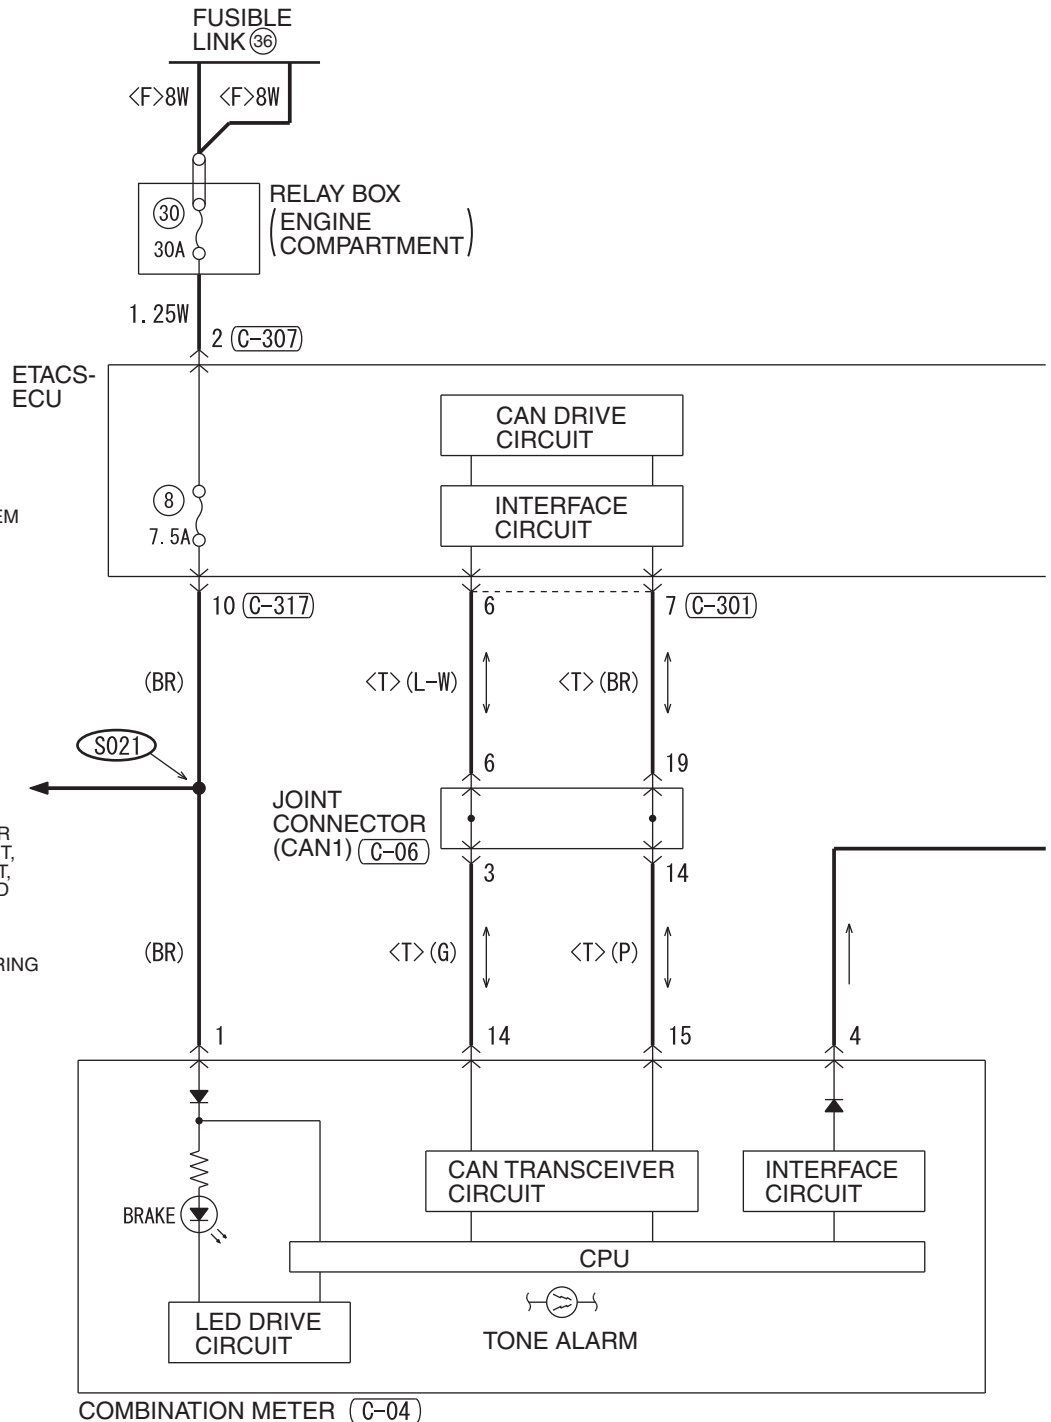 FUSIBLE
LINK 36
<F>8W <F>8W
RELAY BOX
(ENGINE
COMPARTMENT)
30
30A
1.25W
2 C-307
ETACS-
ECU
CAN DRIVE
CIRCUIT
INTERFACE
CIRCUIT
8
7.5A
EM
10 C-317
6
7 C-301
(BR)
<T>(L-W)
<T>(BR)
S021
6
19
JOINT
CONNECTOR
(CAN1) C-06
R
T,
T,
D
3
14
(BR)
<T>(G)
<T>(P)
RING
1
14
15
4
CAN TRANSCEIVER
CIRCUIT
INTERFACE
CIRCUIT
BRAKE
CPU
LED DRIVE
CIRCUIT
TONE ALARM
COMBINATION METER C-04